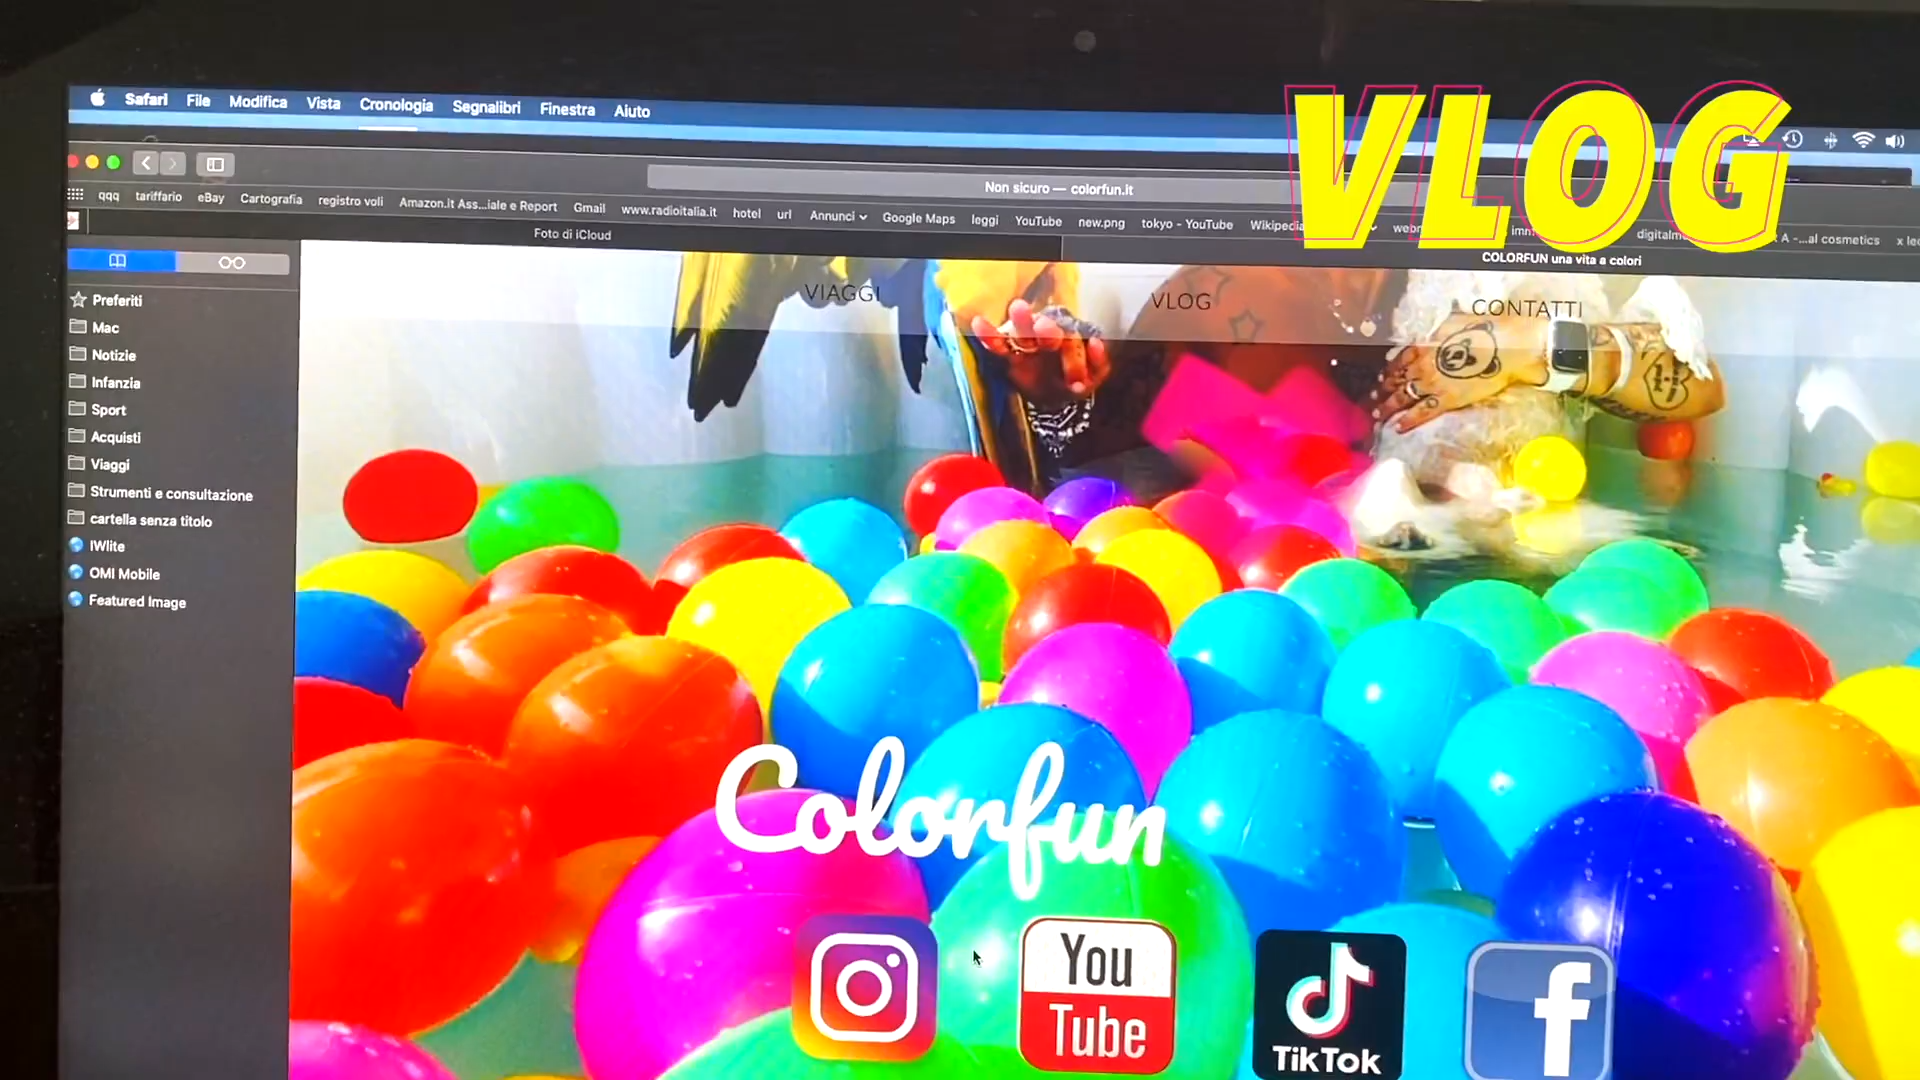 VLOG
Safari File Modifica Vista Cronologia Segnalibri Finestra Aiuto
Non sicuro — colorfun.it
qqq tariffario eBay Cartografia registro voli Amazon.it Ass...iale e Report Gmail www.radioitalia.it hotel url Annunci Google Maps leggi YouTube new.png tokyo - YouTube Wikipedia
A -...al cosmetics
Foto di iCloud
COLORFUN una vita a colori
VIAGGI VLOG CONTATTI
Preferiti
Mac
Notizie
Infanzia
Sport
Acquisti
Viaggi
Strumenti e consultazione
cartella senza titolo
IWlite
OMI Mobile
Featured Image
Colorfun
You
Tube
TikTok